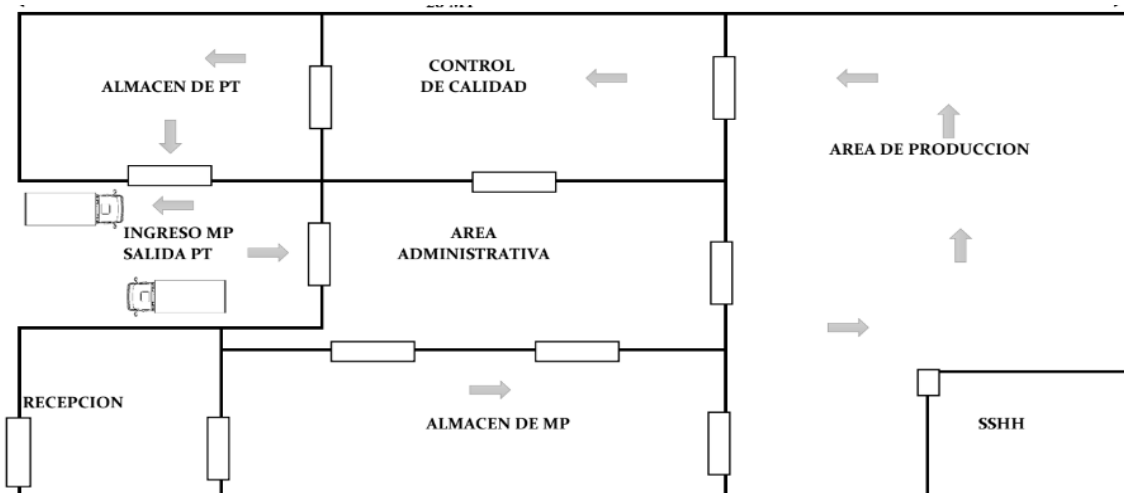 ALMACEN DE PT
CONTROL
DE CALIDAD
AREA DE PRODUCCION
INGRESO MP
SALIDA PT
AREA
ADMINISTRATIVA
RECEPCION
ALMACEN DE MP
SSHH